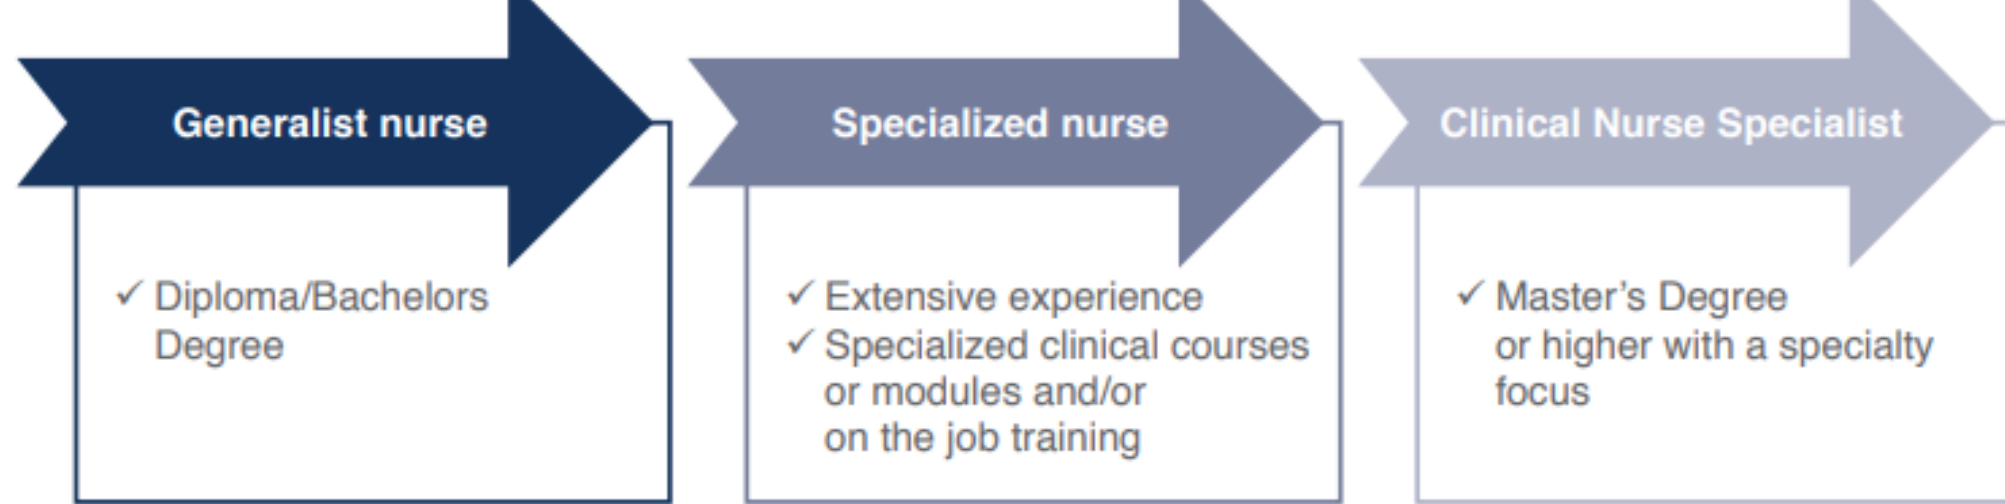 Generalist nurse
✓ Diploma/Bachelors
Degree
Specialized nurse
✓ Extensive experience
✓ Specialized clinical courses
or modules and/or
on the job training
Clinical Nurse Specialist
✓ Master’s Degree
or higher with a specialty
focus